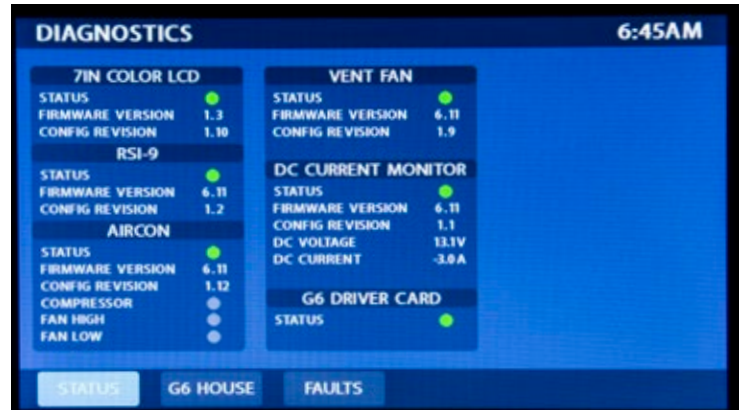 DIAGNOSTICS 6:45AM
7IN COLOR LCD
STATUS
FIRMWARE VERSION 1.3
CONFIG REVISION 1.10
RSI-9
STATUS
FIRMWARE VERSION 6.11
CONFIG REVISION 1.2
AIRCON
STATUS
FIRMWARE VERSION 6.11
CONFIG REVISION 1.12
COMPRESSOR
FAN HIGH
FAN LOW
VENT FAN
STATUS
FIRMWARE VERSION 6.11
CONFIG REVISION 1.9
DC CURRENT MONITOR
STATUS
FIRMWARE VERSION 6.11
CONFIG REVISION 1.1
DC VOLTAGE 13.1V
DC CURRENT -3.0A
G6 DRIVER CARD
STATUS
STATUS G6 HOUSE FAULTS